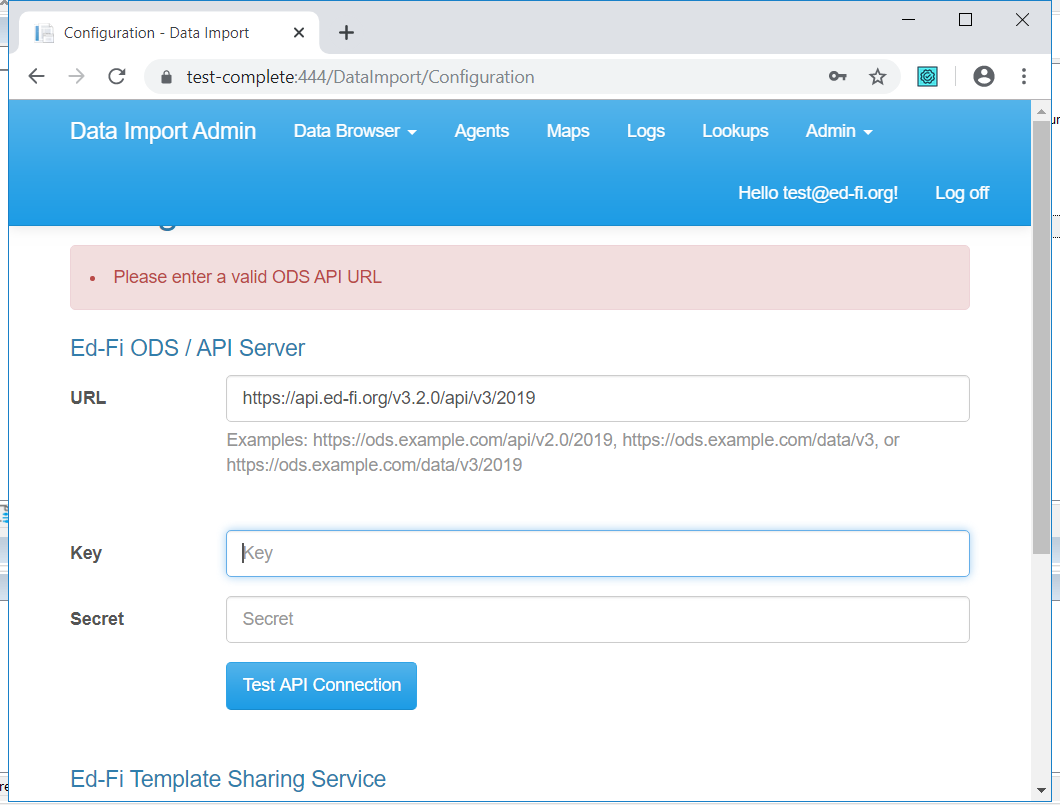 Configuration - Data Import
test-complete:444/DataImport/Configuration
Data Import Admin Data Browser Agents Maps Logs Lookups Admin
Hello test@ed-fi.org! Log off
Please enter a valid ODS API URL
Ed-Fi ODS / API Server
URL https://api.ed-fi.org/v3.2.0/api/v3/2019
Examples: https://ods.example.com/api/v2.0/2019, https://ods.example.com/data/v3, or
https://ods.example.com/data/v3/2019
Key Key
Secret Secret
Test API Connection
Ed-Fi Template Sharing Service